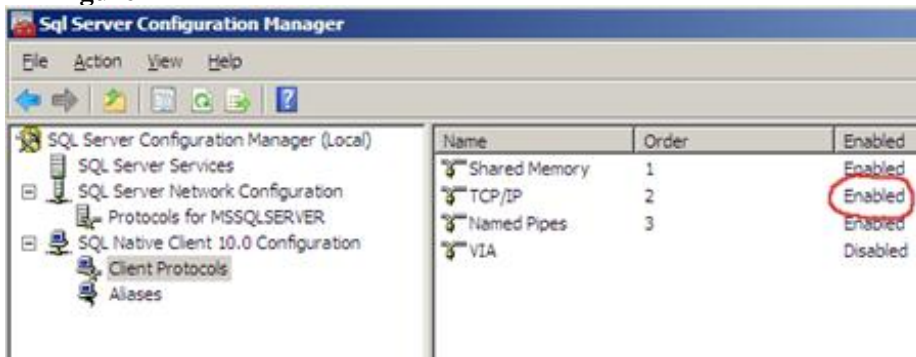 Sql Server Configuration Manager
File Action View Help
SQL Server Configuration Manager (Local)
SQL Server Services
SQL Server Network Configuration
Protocols for MSSQLSERVER
SQL Native Client 10.0 Configuration
Client Protocols
Aliases
Name Order Enabled
Shared Memory 1 Enabled
TCP/IP 2 Enabled
Named Pipes 3 Enabled
VIA Disabled